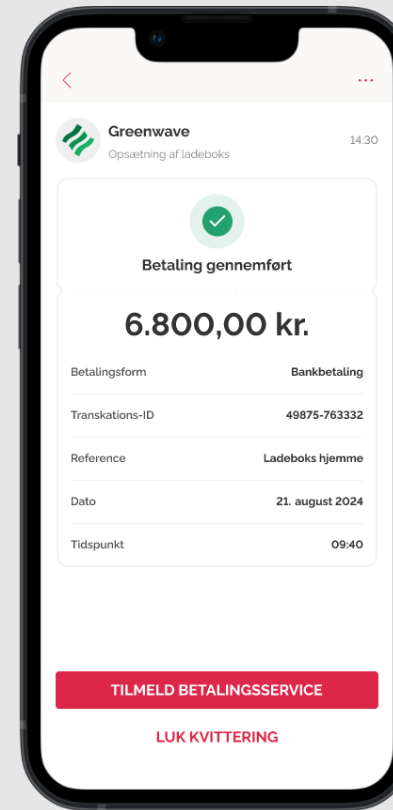 Greenwave
14:30
Opsætning af ladeboks
Betaling gennemført
6.800,00 kr.
Betalingsform Bankbetaling
Transkations-ID 49875-763332
Reference Ladeboks hjemme
Dato 21. august 2024
Tidspunkt 09:40
TILMELD BETALINGSSERVICE
LUK KVITTERING